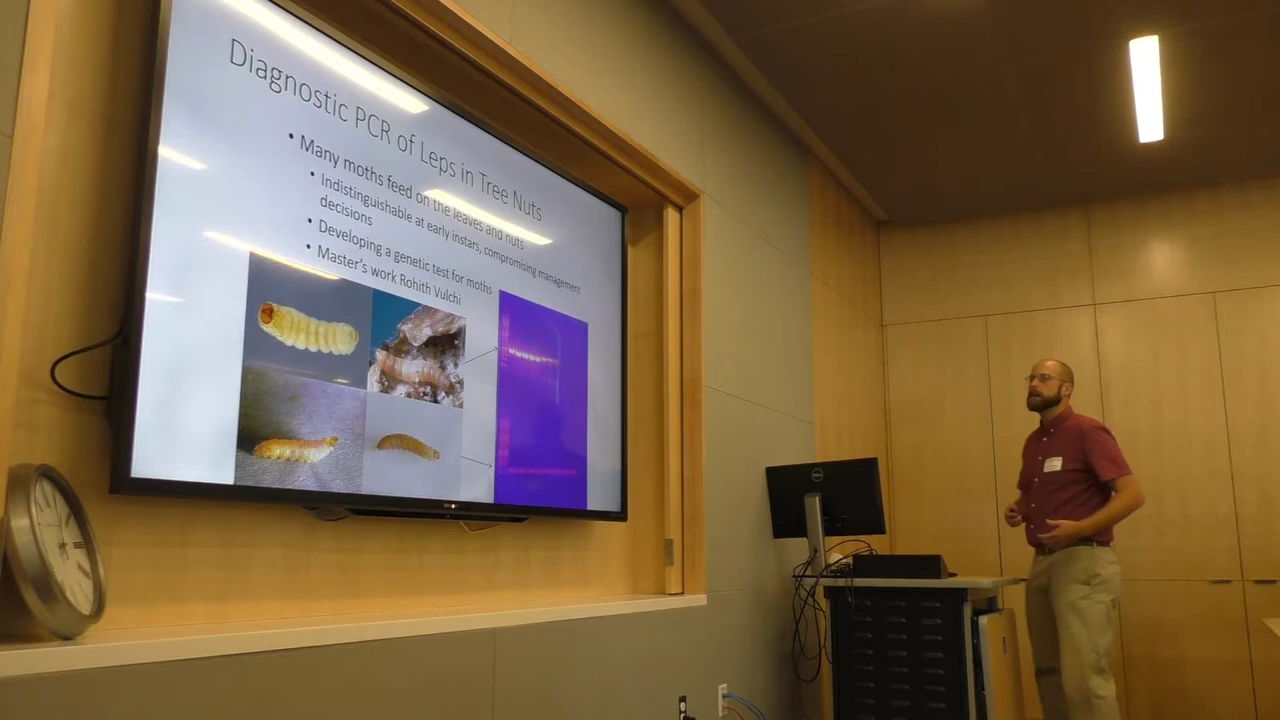 Diagnostic PCR of Leps in Tree Nuts
• Many moths feed on the leaves and nuts
• Indistinguishable at early instars, compromising management
decisions
• Developing a genetic test for moths
• Master's work Rohith Vulchi
DELL